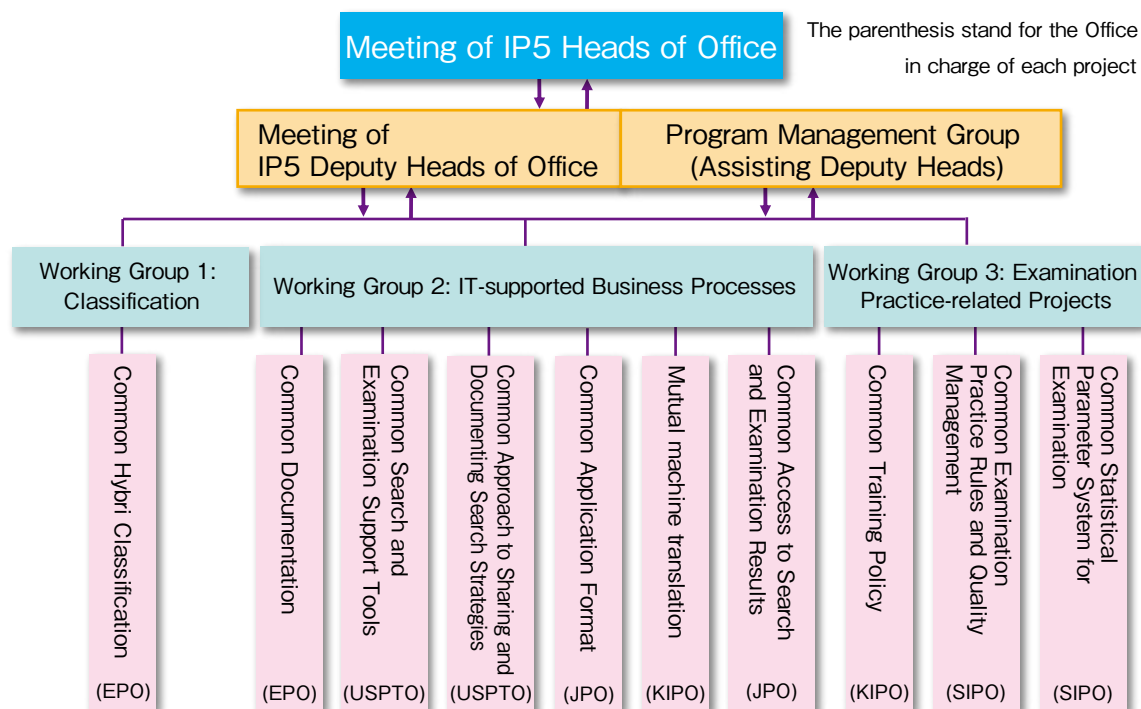 Meeting of IP5 Heads of Office
The parenthesis stand for the Office
in charge of each project
Meeting of
IP5 Deputy Heads of Office
Program Management Group
(Assisting Deputy Heads)
Working Group 1:
Classification
Working Group 2: IT-supported Business Processes
Working Group 3: Examination
Practice-related Projects
Common Hybri Classification
(EPO)
Common Documentation
(EPO)
Common Search and
Examination Support Tools
(USPTO)
Common Approach to Sharing and
Documenting Search Strategies
(USPTO)
Common Application Format
(JPO)
Mutual machine translation
(KIPO)
Common Access to Search
and Examination Results
(JPO)
Common Training Policy
(KIPO)
Common Examination
Practice Rules and Quality
Management
(SIPO)
Common Statistical
Parameter System for
Examination
(SIPO)